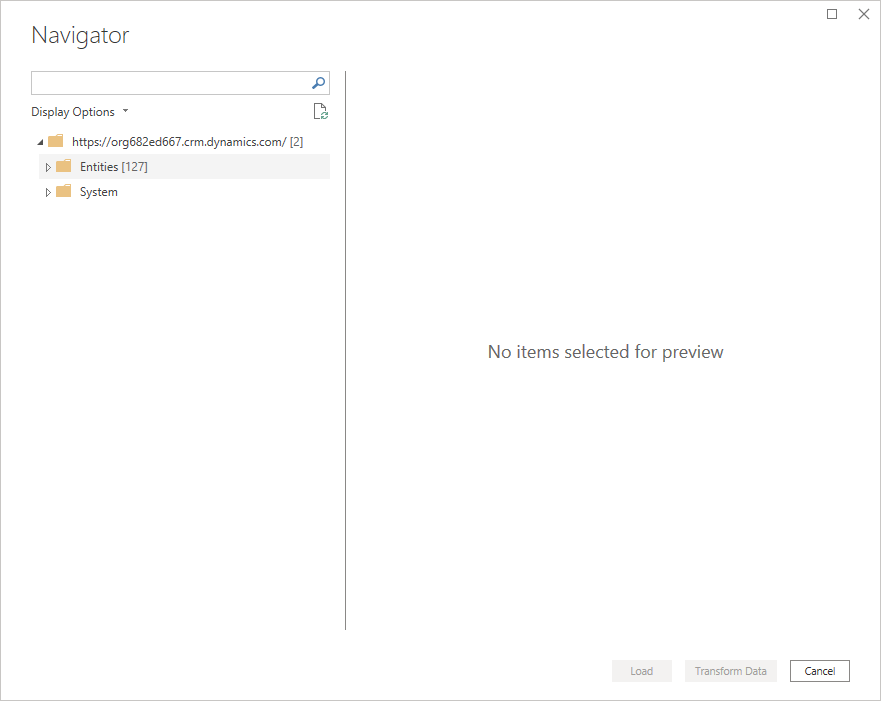 Navigator
Display Options
https://org682ed667.crm.dynamics.com/ [2]
Entities [127]
System
No items selected for preview
Load
Transform Data
Cancel